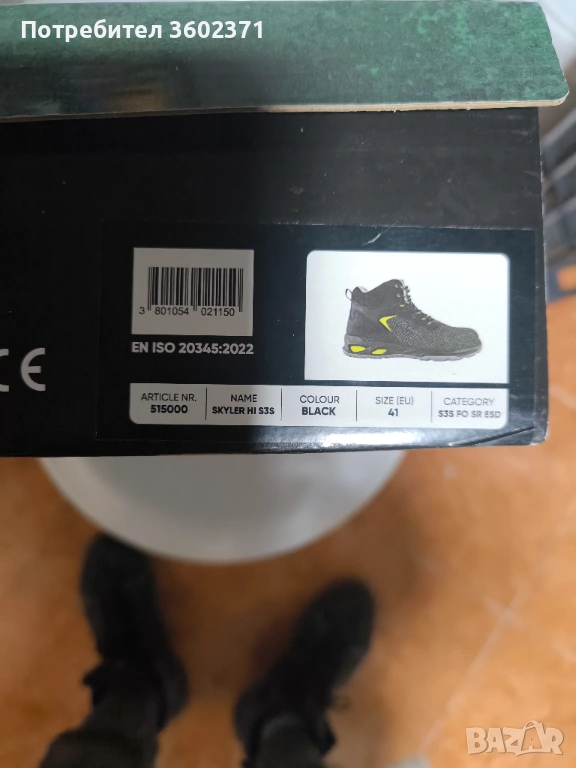 Потребител 3602371
3 801054 021150
EN ISO 20345:2022
CE
ARTICLE NR. NAME COLOUR SIZE (EU) CATEGORY
515000 SKYLER HI S3S BLACK 41 S3S FO SR ESD
BAZAR